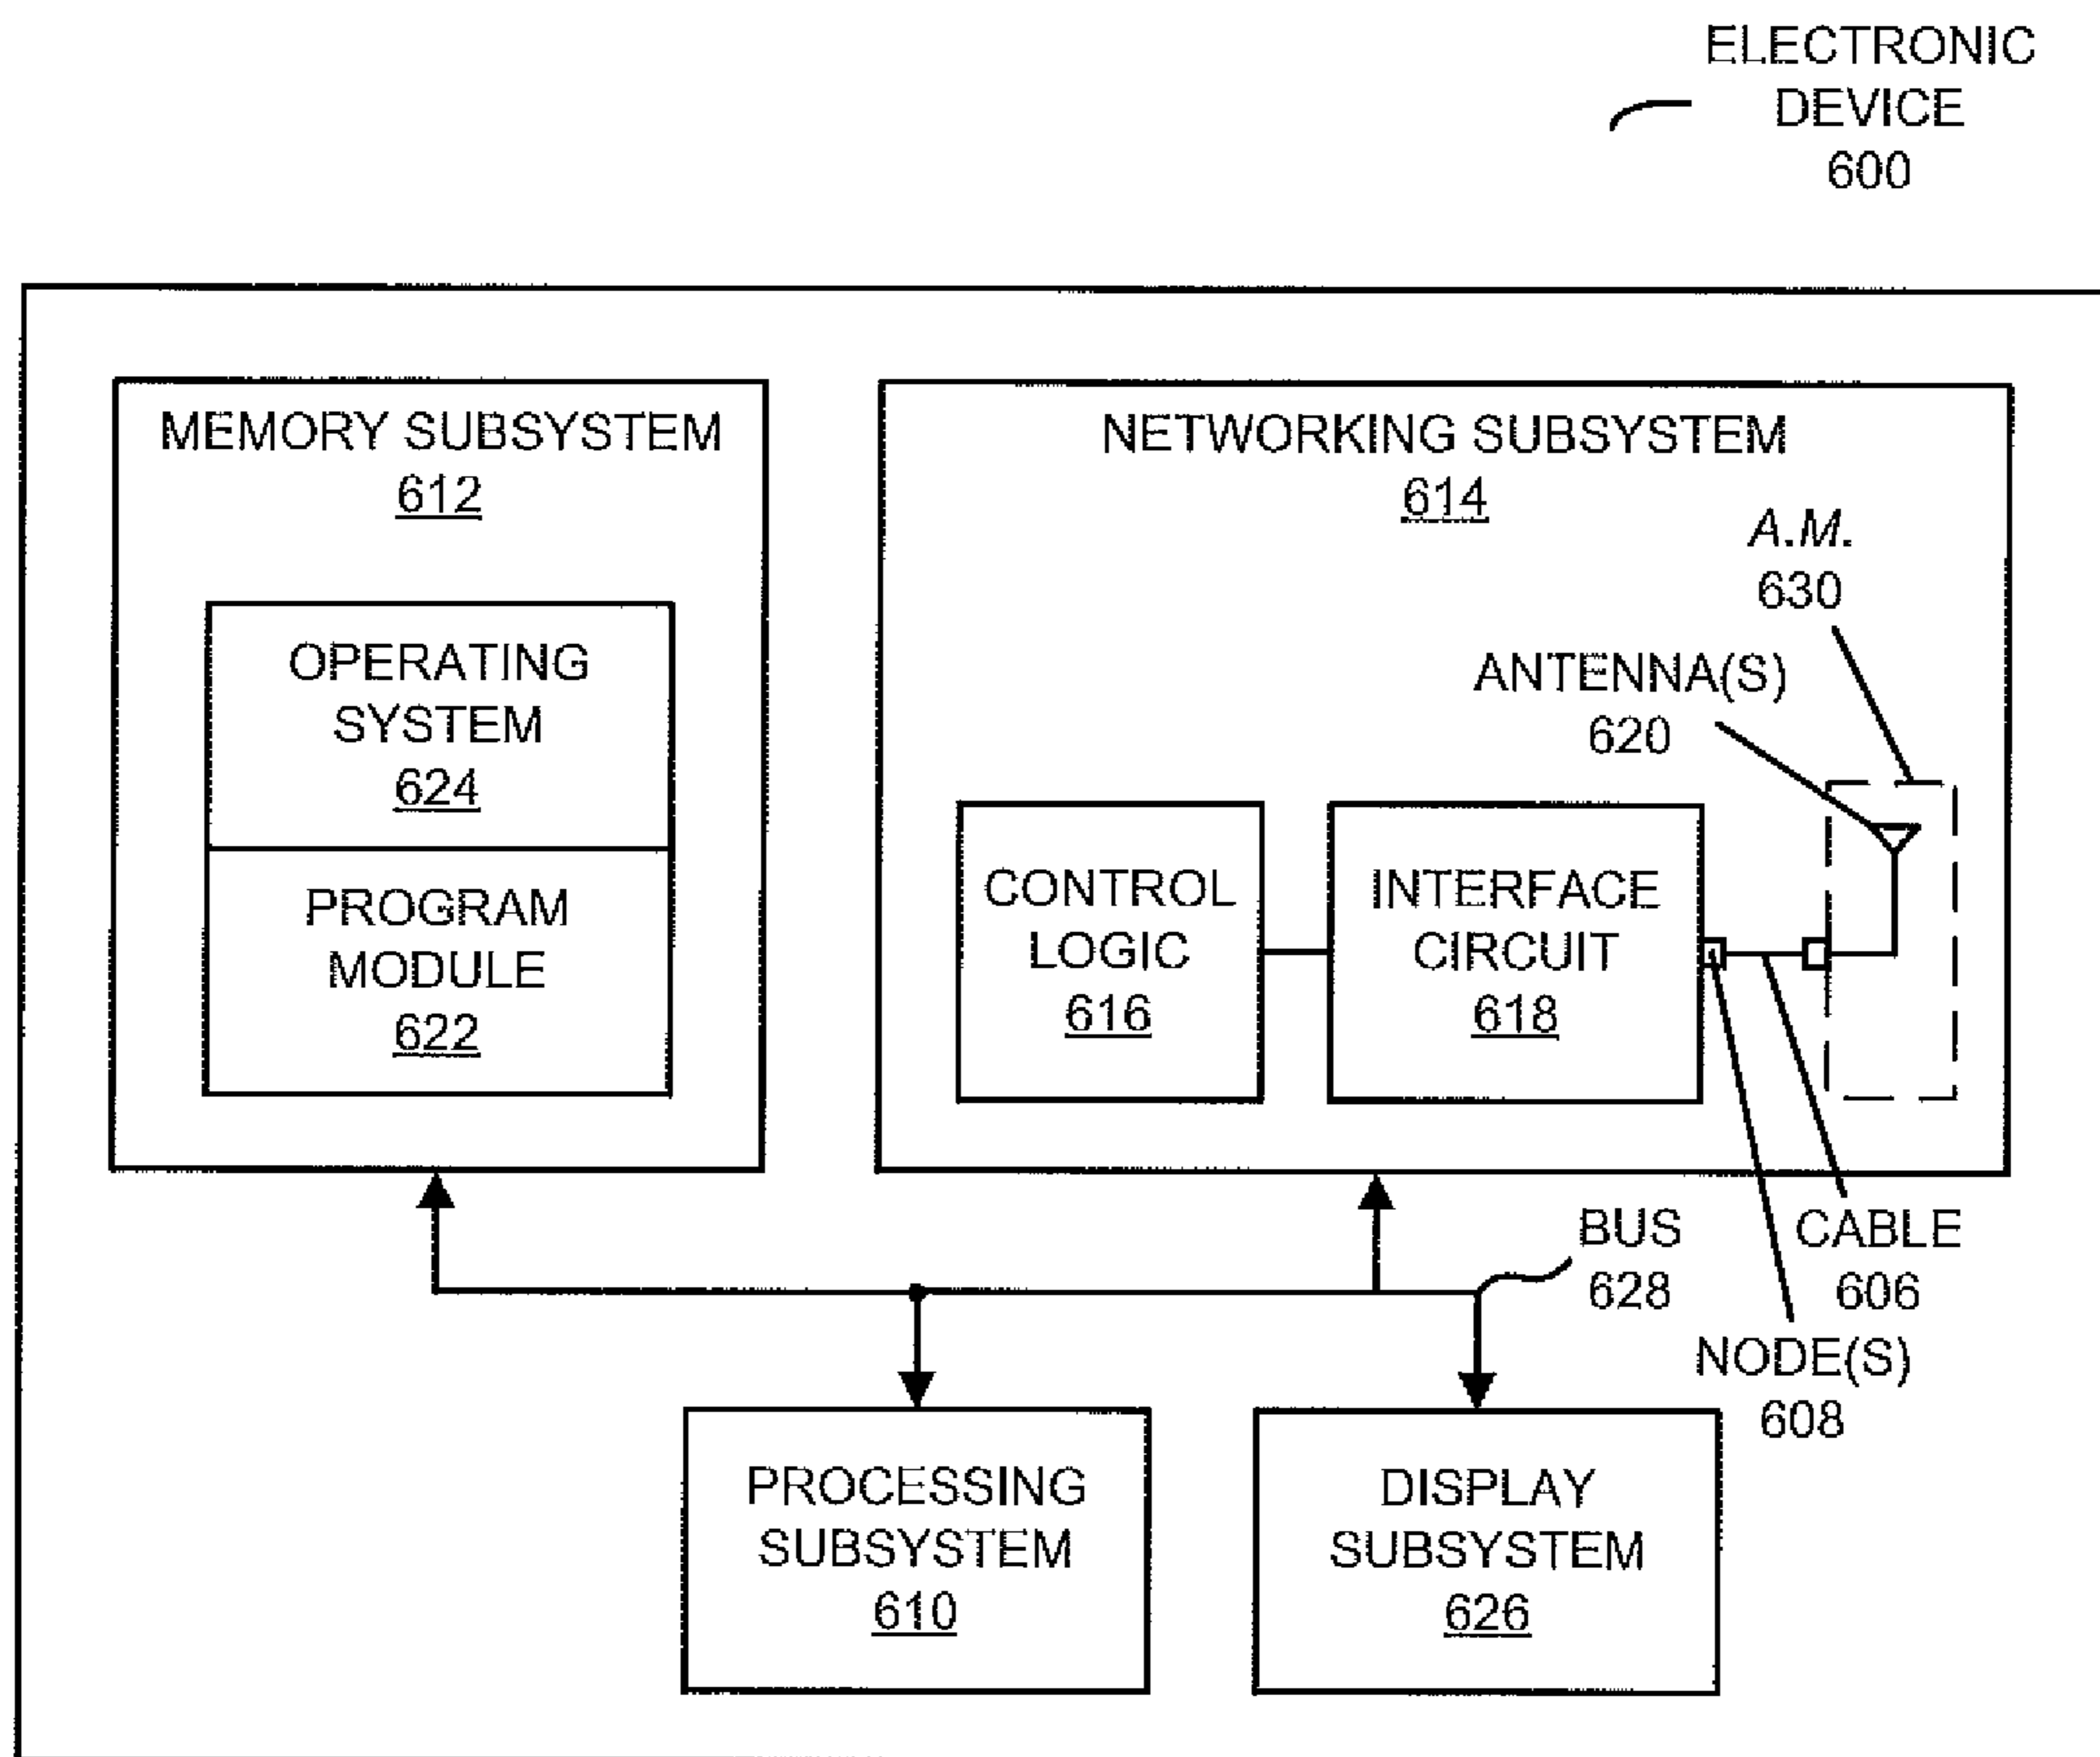 ELECTRONIC
DEVICE
600
MEMORY SUBSYSTEM
612
OPERATING
SYSTEM
624
PROGRAM
MODULE
622
NETWORKING SUBSYSTEM
614
A.M.
630
ANTENNA(S)
620
CONTROL
LOGIC
616
INTERFACE
CIRCUIT
618
BUS
628
CABLE
606
NODE(S)
608
PROCESSING
SUBSYSTEM
610
DISPLAY
SUBSYSTEM
626